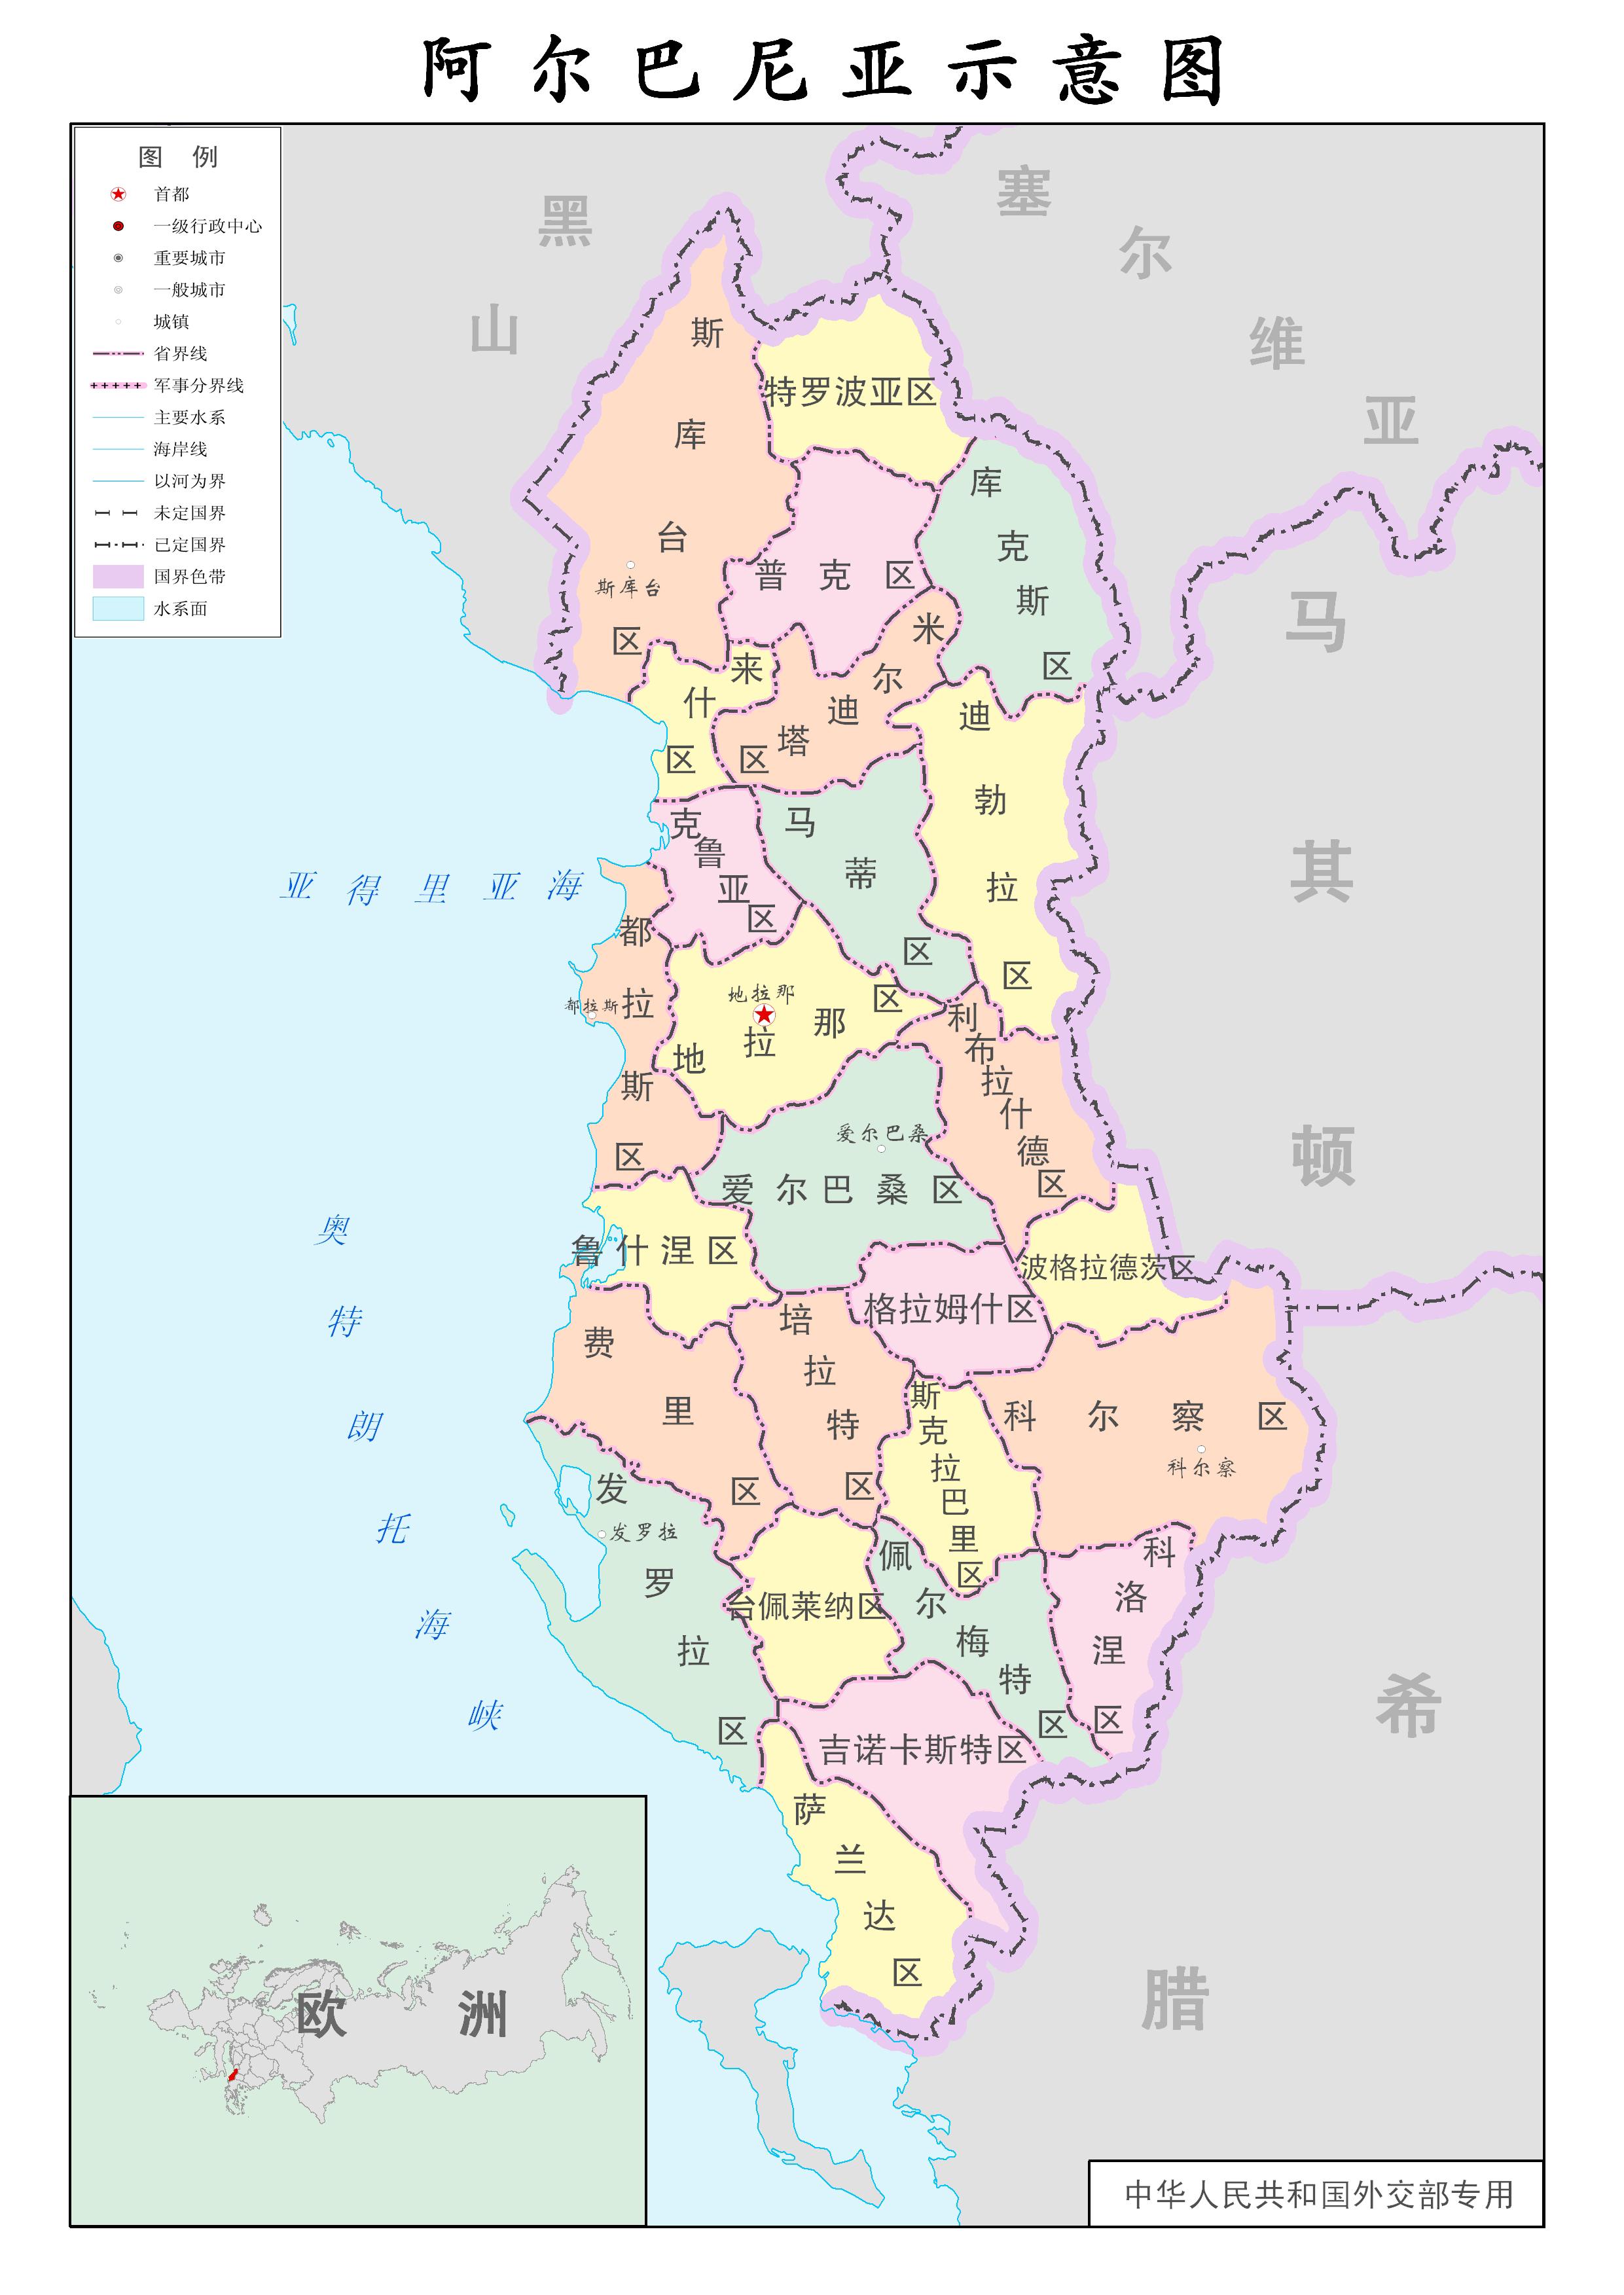 阿尔巴尼亚示意图
图 例
首都
一级行政中心
重要城市
一般城市
城镇
省界线
军事分界线
主要水系
海岸线
以河为界
未定国界
已定国界
国界色带
水系面
黑山
塞尔维亚
马其顿
希腊
亚得里亚海
奥特朗托海峡
斯库台区
斯库台
特罗波亚区
库克斯区
普克区
来什区
米尔迪塔区
迪勃拉区
克鲁亚区
马蒂区
都拉斯区
都拉斯
地拉那
地拉那区
利布拉什德区
爱尔巴桑
爱尔巴桑区
鲁什涅区
波格拉德茨区
格拉姆什区
费里区
培拉特区
斯克拉巴里区
科尔察区
科尔察
发罗拉区
发罗拉
台佩莱纳区
佩尔梅特区
科洛涅区
吉诺卡斯特区
萨兰达区
欧洲
中华人民共和国外交部专用